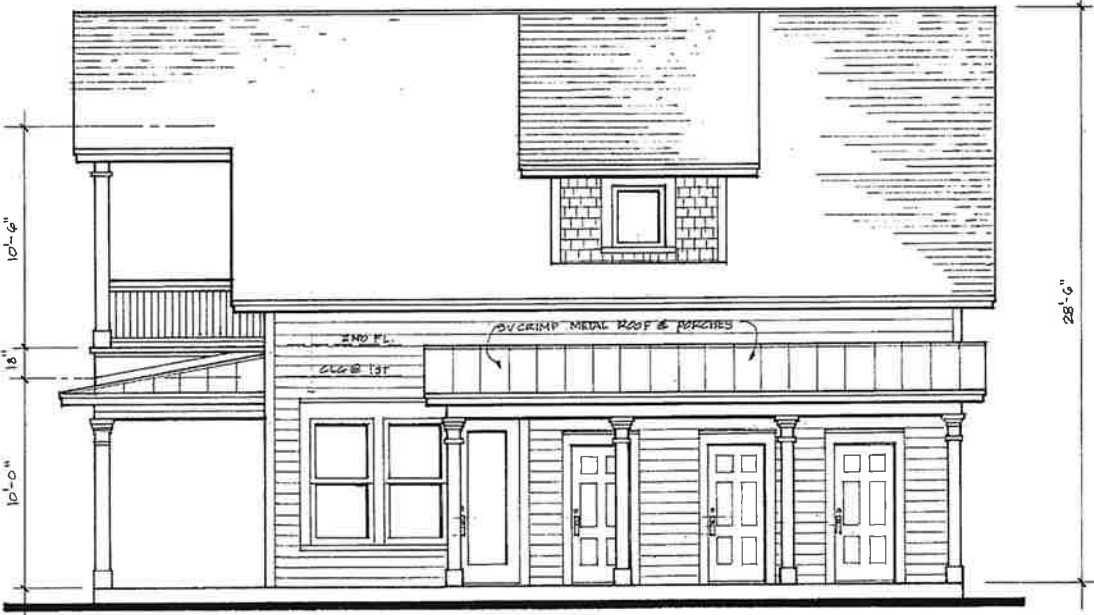 10'-6"
18"
10'-0"
2ND FL.
CLG @ 1ST
5V CRIMP METAL ROOF @ PORCHES
28'-6"